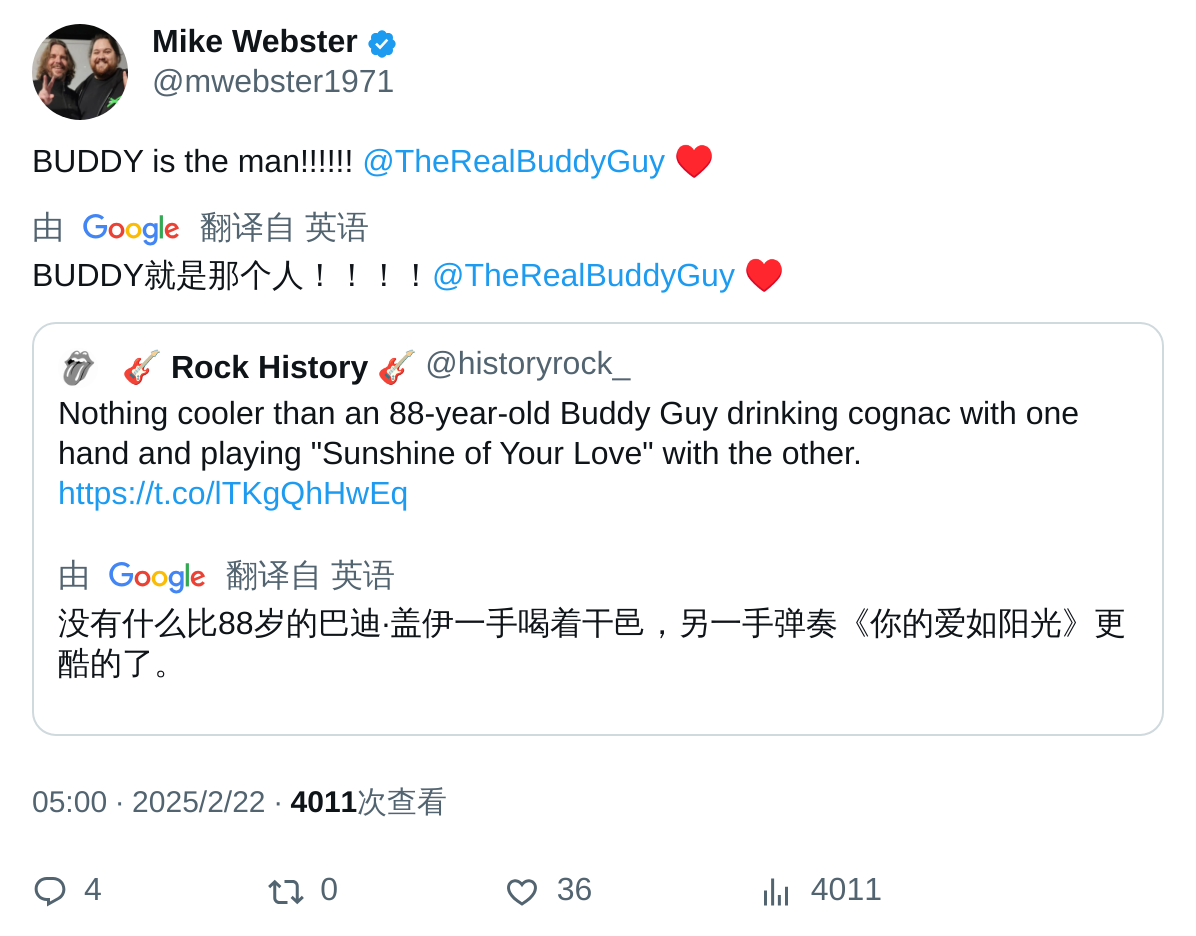 Mike Webster
@mwebster1971
BUDDY is the man!!!!!! @TheRealBuddyGuy ♥️
由 Google 翻译自 英语
BUDDY就是那个人！！！！@TheRealBuddyGuy ♥️
🎸 Rock History 🎸 @historyrock_
Nothing cooler than an 88-year-old Buddy Guy drinking cognac with one
hand and playing "Sunshine of Your Love" with the other.
https://t.co/lTKgQhHwEq
由 Google 翻译自 英语
没有什么比88岁的巴迪·盖伊一手喝着干邑，另一手弹奏《你的爱如阳光》更
酷的了。
05:00 · 2025/2/22 · 4011次查看
4 0 36 4011